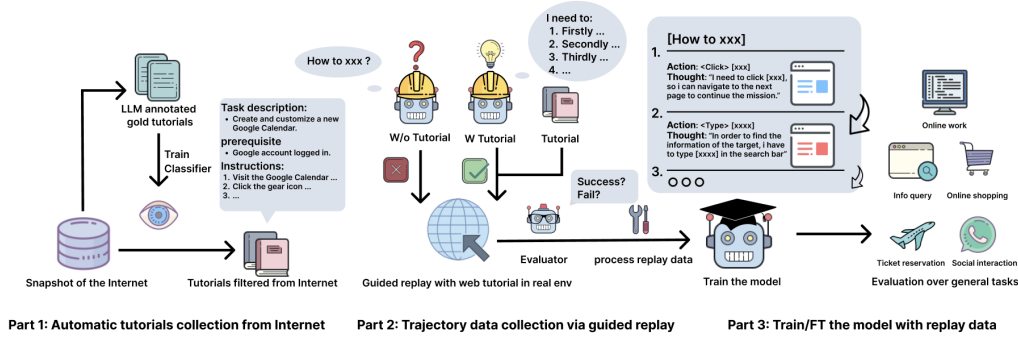 LLM annotated
gold tutorials
Train
Classifier
Snapshot of the Internet
Task description:
• Create and customize a new
Google Calendar.
prerequisite
• Google account logged in.
Instructions:
1. Visit the Google Calendar ...
2. Click the gear icon ...
3. ...
Tutorials filtered from Internet
How to xxx ?
I need to:
1. Firstly ...
2. Secondly ...
3. Thirdly ...
4. ...
W/o Tutorial
W Tutorial
Tutorial
Success?
Fail?
Evaluator
process replay data
Guided replay with web tutorial in real env
[How to xxx]
1.
Action: <Click> [xxx]
Thought: "I need to click [xxx],
so i can navigate to the next
page to continue the mission."
2.
Action: <Type> [xxxx]
Thought: "In order to find the
information of the target, i have
to type [xxxx] in the search bar"
3.
Train the model
Online work
Info query
Online shopping
Ticket reservation
Social interaction
Evaluation over general tasks
Part 1: Automatic tutorials collection from Internet
Part 2: Trajectory data collection via guided replay
Part 3: Train/FT the model with replay data